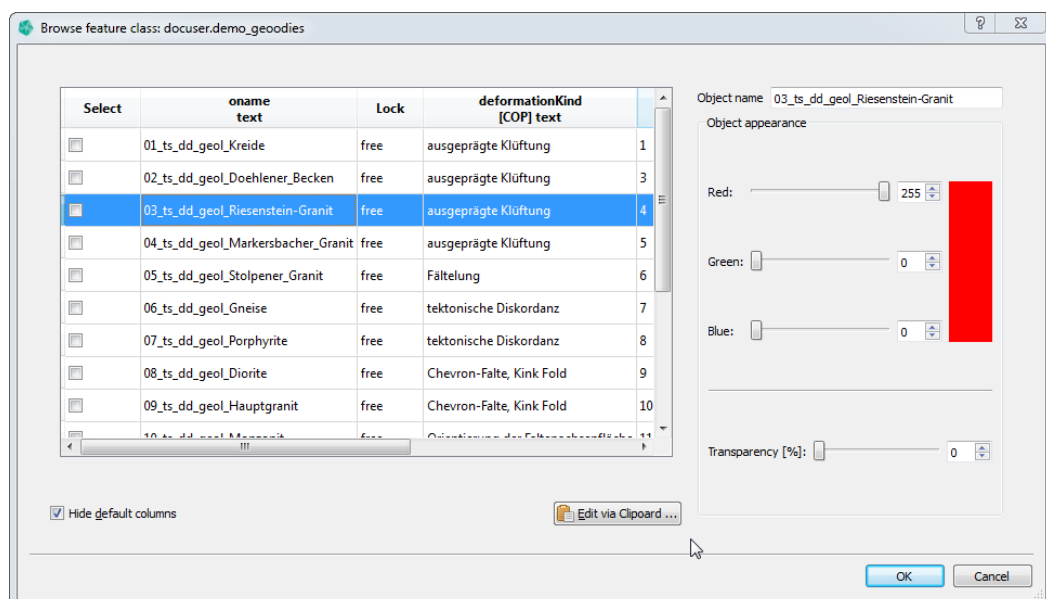 Browse feature class: docuser.demo_geoodies
Select oname text Lock deformationKind [COP] text
01_ts_dd_geol_Kreide free ausgeprägte Klüftung 1
02_ts_dd_geol_Doehlener_Becken free ausgeprägte Klüftung 3
03_ts_dd_geol_Riesenstein-Granit free ausgeprägte Klüftung 4
04_ts_dd_geol_Markersbacher_Granit free ausgeprägte Klüftung 5
05_ts_dd_geol_Stolpener_Granit free Fältelung 6
06_ts_dd_geol_Gneise free tektonische Diskordanz 7
07_ts_dd_geol_Porphyrite free tektonische Diskordanz 8
08_ts_dd_geol_Diorite free Chevron-Falte, Kink Fold 9
09_ts_dd_geol_Hauptgranit free Chevron-Falte, Kink Fold 10
Object name 03_ts_dd_geol_Riesenstein-Granit
Object appearance
Red: 255
Green: 0
Blue: 0
Transparency [%]: 0
Hide default columns
Edit via Clipoard ...
OK Cancel